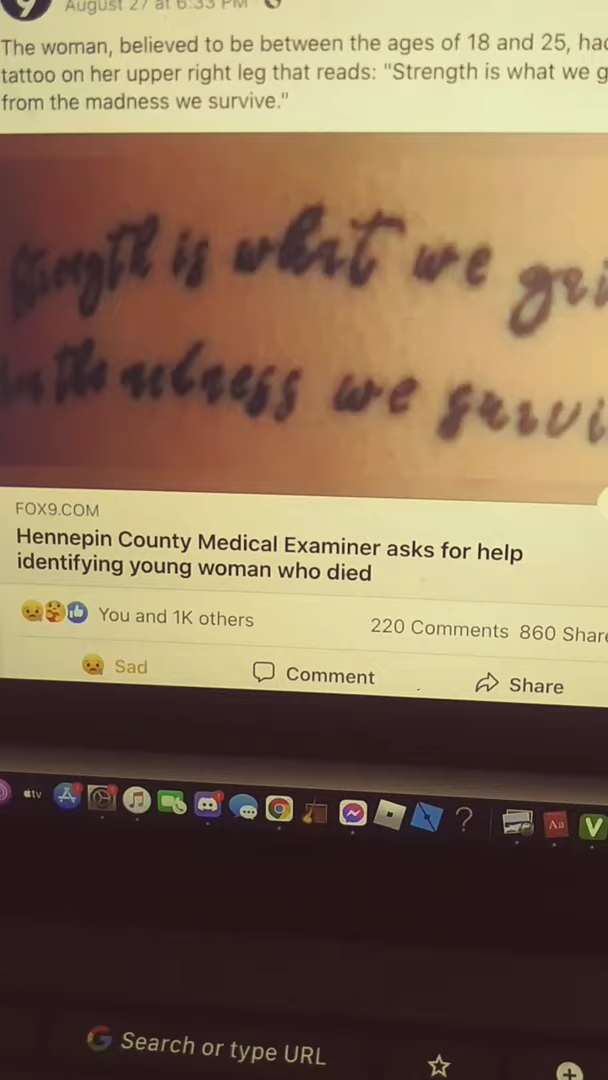 August 27 at 6:33 PM
The woman, believed to be between the ages of 18 and 25, had
tattoo on her upper right leg that reads: "Strength is what we g
from the madness we survive."
Strength is what we gai
the madness we survi
FOX9.COM
Hennepin County Medical Examiner asks for help
identifying young woman who died
You and 1K others
220 Comments 860 Share
Sad
Comment
Share
tv
Aa
V
Search or type URL